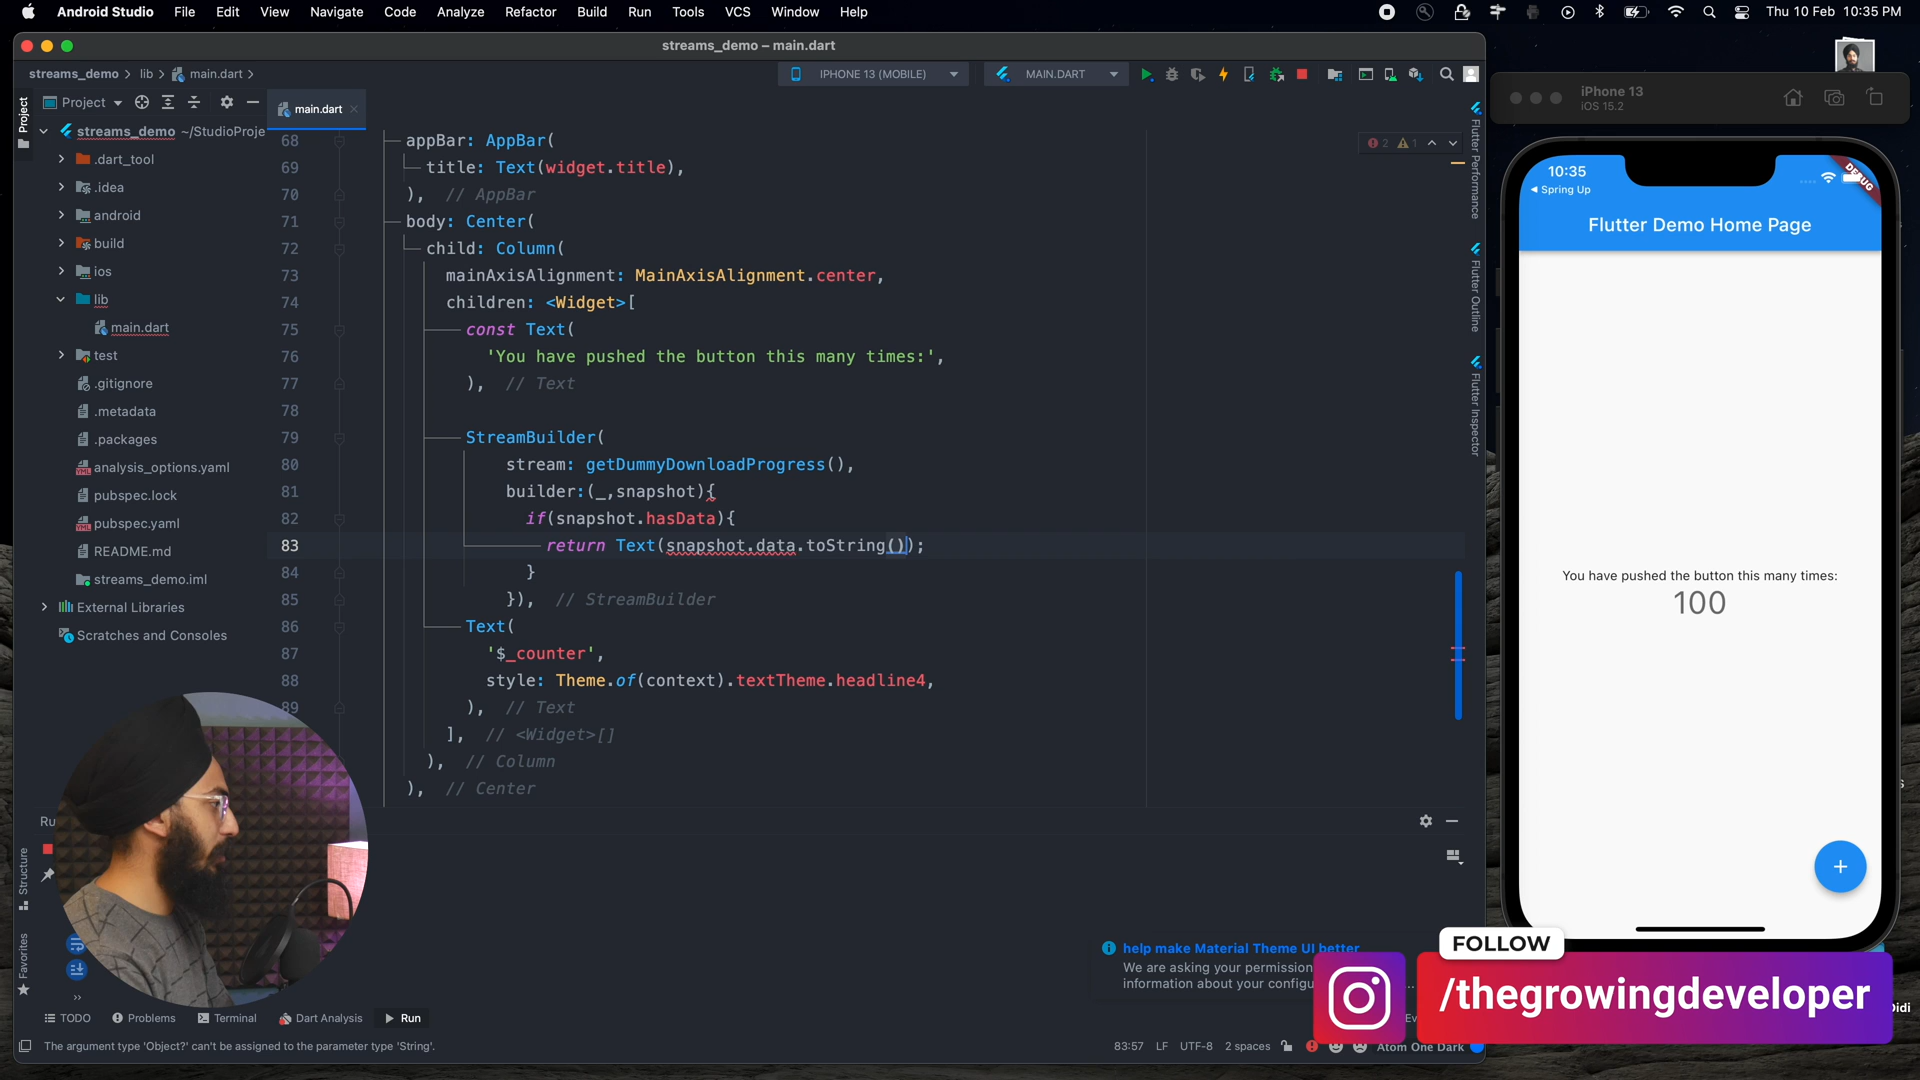 Android Studio File Edit View Navigate Code Analyze Refactor Build Run Tools VCS Window Help
Thu 10 Feb 10:35 PM
streams_demo – main.dart
streams_demo lib main.dart
IPHONE 13 (MOBILE) MAIN.DART
Project
Project
main.dart
streams_demo ~/StudioProje
.dart_tool
.idea
android
build
ios
lib
main.dart
test
.gitignore
.metadata
.packages
analysis_options.yaml
pubspec.lock
pubspec.yaml
README.md
streams_demo.iml
External Libraries
Scratches and Consoles
2 1
68 appBar: AppBar(
69 title: Text(widget.title),
70 ), // AppBar
71 body: Center(
72 child: Column(
73 mainAxisAlignment: MainAxisAlignment.center,
74 children: <Widget>[
75 const Text(
76 'You have pushed the button this many times:',
77 ), // Text
78
79 StreamBuilder(
80 stream: getDummyDownloadProgress(),
81 builder:(_,snapshot){
82 if(snapshot.hasData){
83 return Text(snapshot.data.toString());
84 }
85 }), // StreamBuilder
86 Text(
87 '$_counter',
88 style: Theme.of(context).textTheme.headline4,
89 ), // Text
], // <Widget>[]
), // Column
), // Center
Flutter Performance
Flutter Outline
Flutter Inspector
iPhone 13
iOS 15.2
10:35
Spring Up
DEBUG
Flutter Demo Home Page
You have pushed the button this many times:
100
+
Ru
Structure
Favorites
help make Material Theme UI better
We are asking your permission
information about your configu
TODO Problems Terminal Dart Analysis Run
The argument type 'Object?' can't be assigned to the parameter type 'String'.
83:57 LF UTF-8 2 spaces
Atom One Dark
FOLLOW
/thegrowingdeveloper